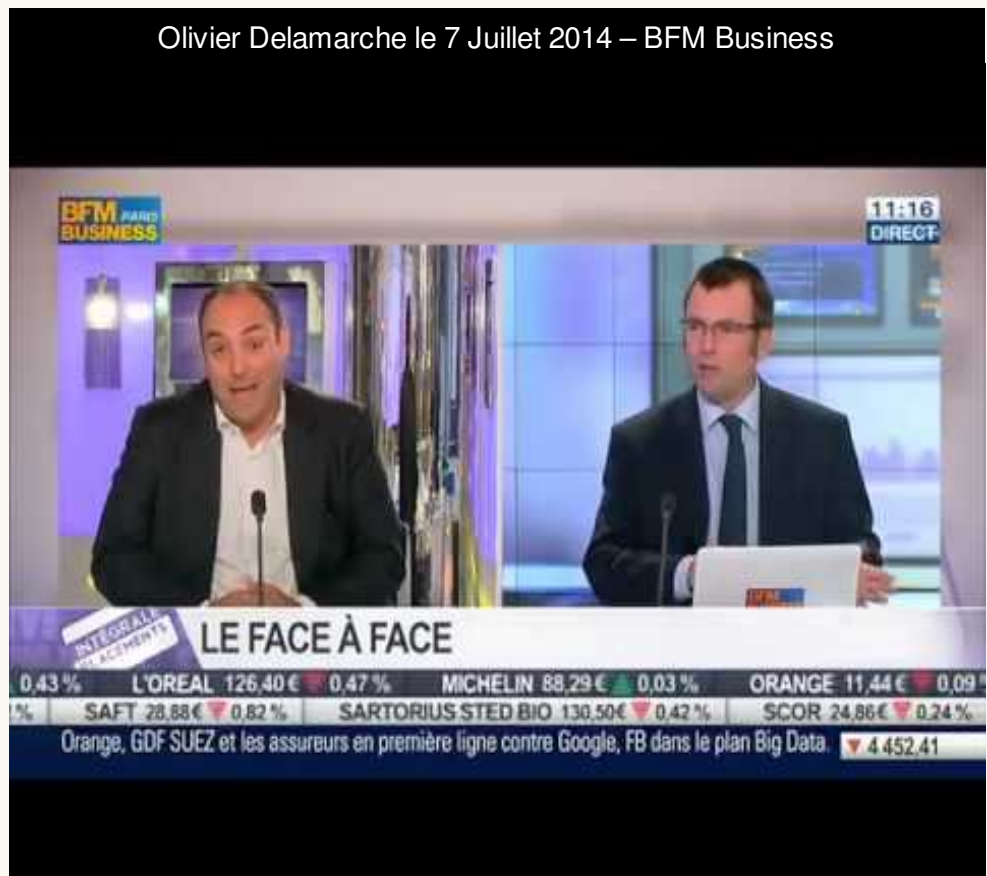 Olivier Delamarche le 7 Juillet 2014 – BFM Business
BFM PARIS
BUSINESS
11:16
DIRECT
INTEGRALE
PLACEMENTS
LE FACE À FACE
0,43 % L'OREAL 126,40 € ▼ 0,47 % MICHELIN 88,29 € ▲ 0,03 % ORANGE 11,44 € ▼ 0,09 %
% SAFT 28,88 € ▼ 0,82 % SARTORIUS STED BIO 130,50 € ▼ 0,42 % SCOR 24,86 € ▼ 0,24 %
Orange, GDF SUEZ et les assureurs en première ligne contre Google, FB dans le plan Big Data. ▼ 4 452,41
BFM